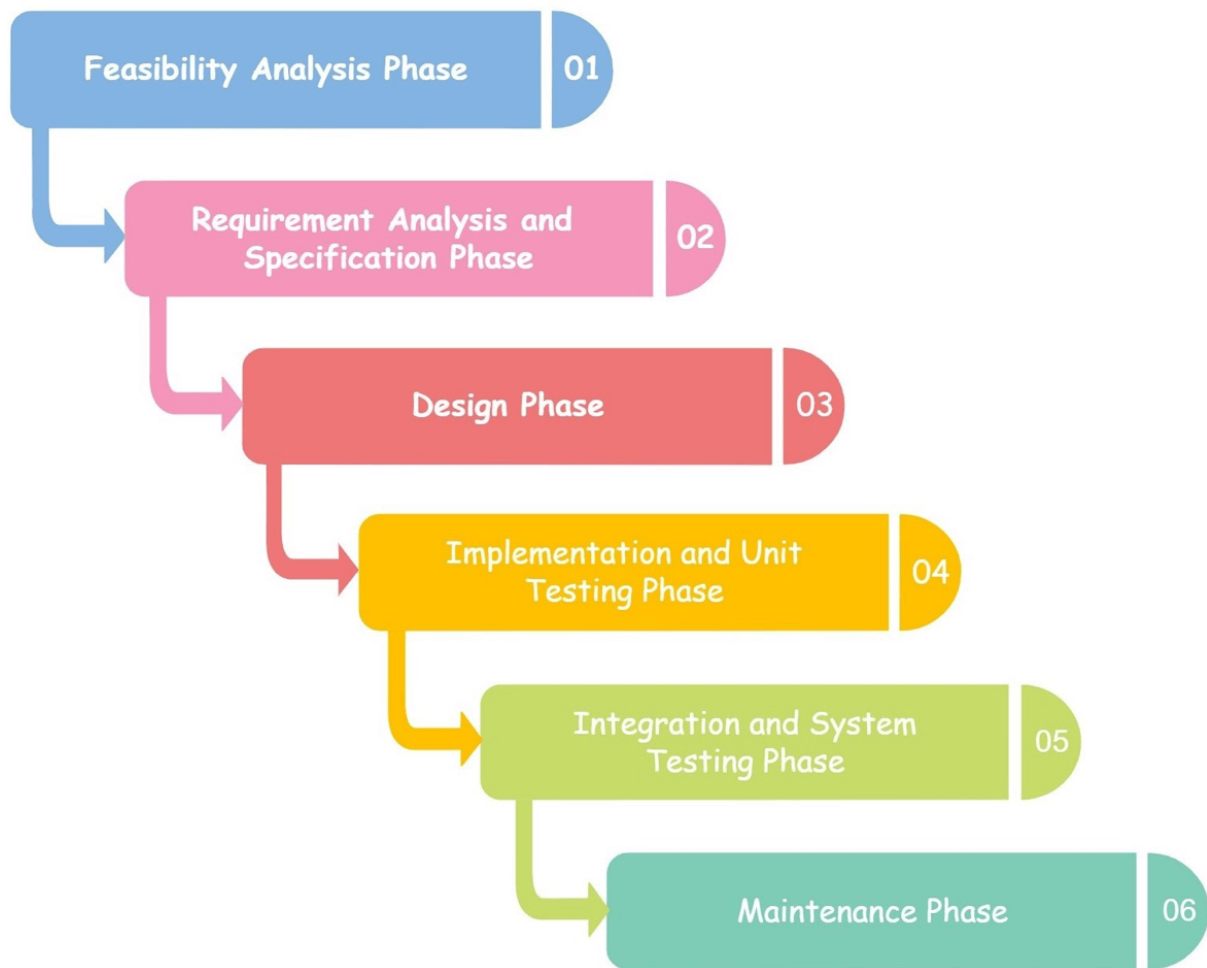 Feasibility Analysis Phase 01
Requirement Analysis and
Specification Phase
02
Design Phase 03
Implementation and Unit
Testing Phase
04
Integration and System
Testing Phase
05
Maintenance Phase 06